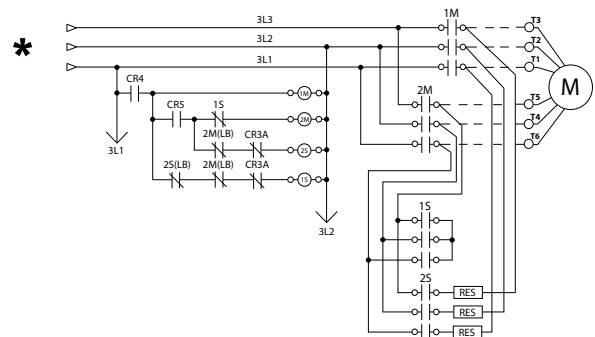 1M
T3
3L3
T2
3L2
*
T1
3L1
M
CR4
2M
T5
CR5
1S
1M
T4
2M
2M(LB)
CR3A
T6
3L1
2S
2S(LB)
2M(LB)
CR3A
1S
1S
3L2
2S
RES
RES
RES